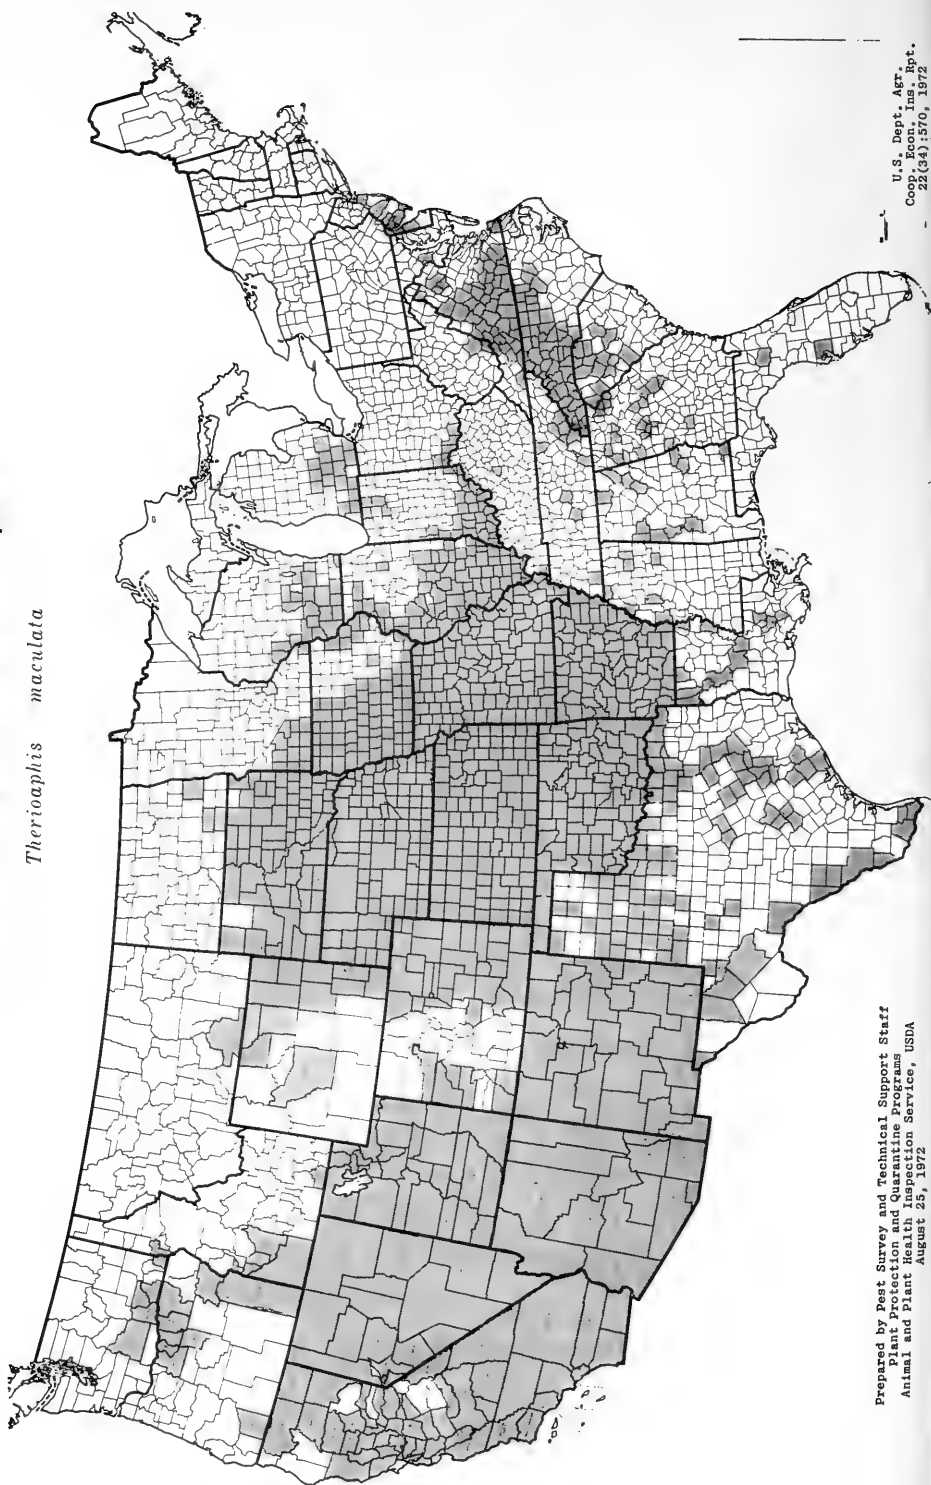 Therioaphis maculata
Prepared by Pest Survey and Technical Support Staff
Plant Protection and Quarantine Programs
Animal and Plant Health Inspection Service, USDA
August 25, 1972
U.S. Dept. Agr.
Coop. Econ. Ins. Rpt.
22(34):570, 1972